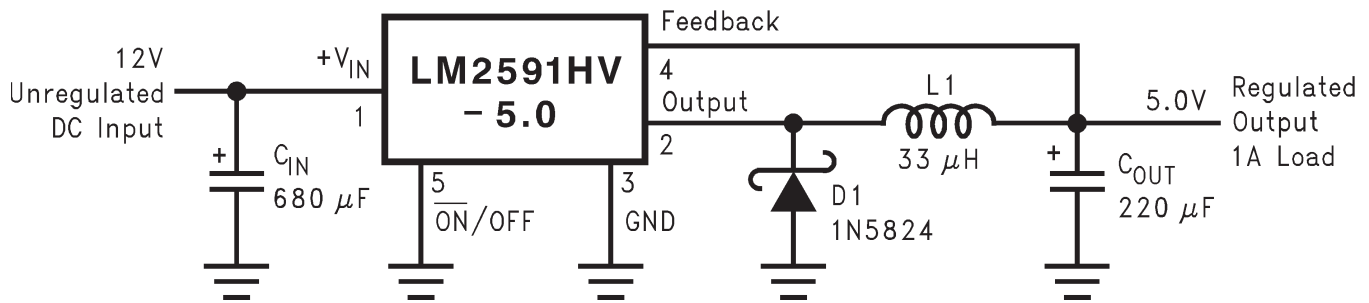 Feedback
12V
Unregulated
DC Input
+V_IN
1
LM2591HV
– 5.0
4
Output
2
L1
33 μH
5.0V
Regulated
Output
1A Load
+
C_IN
680 μF
5
O̅N̅/OFF
3
GND
D1
1N5824
+
C_OUT
220 μF